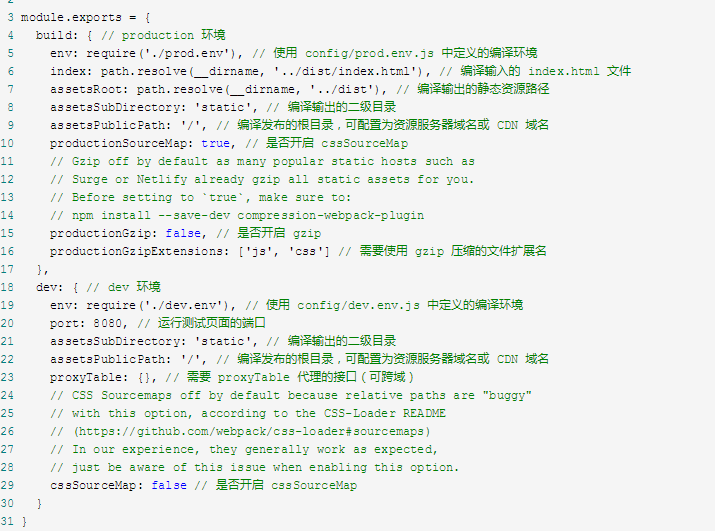 3 module.exports = {
4 build: { // production 环境
5 env: require('./prod.env'), // 使用 config/prod.env.js 中定义的编译环境
6 index: path.resolve(__dirname, '../dist/index.html'), // 编译输入的 index.html 文件
7 assetsRoot: path.resolve(__dirname, '../dist'), // 编译输出的静态资源路径
8 assetsSubDirectory: 'static', // 编译输出的二级目录
9 assetsPublicPath: '/', // 编译发布的根目录，可配置为资源服务器域名或 CDN 域名
10 productionSourceMap: true, // 是否开启 cssSourceMap
11 // Gzip off by default as many popular static hosts such as
12 // Surge or Netlify already gzip all static assets for you.
13 // Before setting to `true`, make sure to:
14 // npm install --save-dev compression-webpack-plugin
15 productionGzip: false, // 是否开启 gzip
16 productionGzipExtensions: ['js', 'css'] // 需要使用 gzip 压缩的文件扩展名
17 },
18 dev: { // dev 环境
19 env: require('./dev.env'), // 使用 config/dev.env.js 中定义的编译环境
20 port: 8080, // 运行测试页面的端口
21 assetsSubDirectory: 'static', // 编译输出的二级目录
22 assetsPublicPath: '/', // 编译发布的根目录，可配置为资源服务器域名或 CDN 域名
23 proxyTable: {}, // 需要 proxyTable 代理的接口（可跨域）
24 // CSS Sourcemaps off by default because relative paths are "buggy"
25 // with this option, according to the CSS-Loader README
26 // (https://github.com/webpack/css-loader#sourcemaps)
27 // In our experience, they generally work as expected,
28 // just be aware of this issue when enabling this option.
29 cssSourceMap: false // 是否开启 cssSourceMap
30 }
31 }